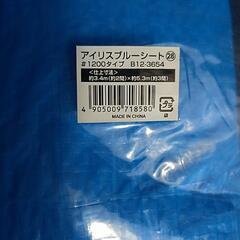 アイリスブルーシート㉘
#1200タイプ B12-3654
<仕上寸法>
約3.4m(約2間)×約5.3m(約3間)
4 905009 718580
MADE IN CHINA